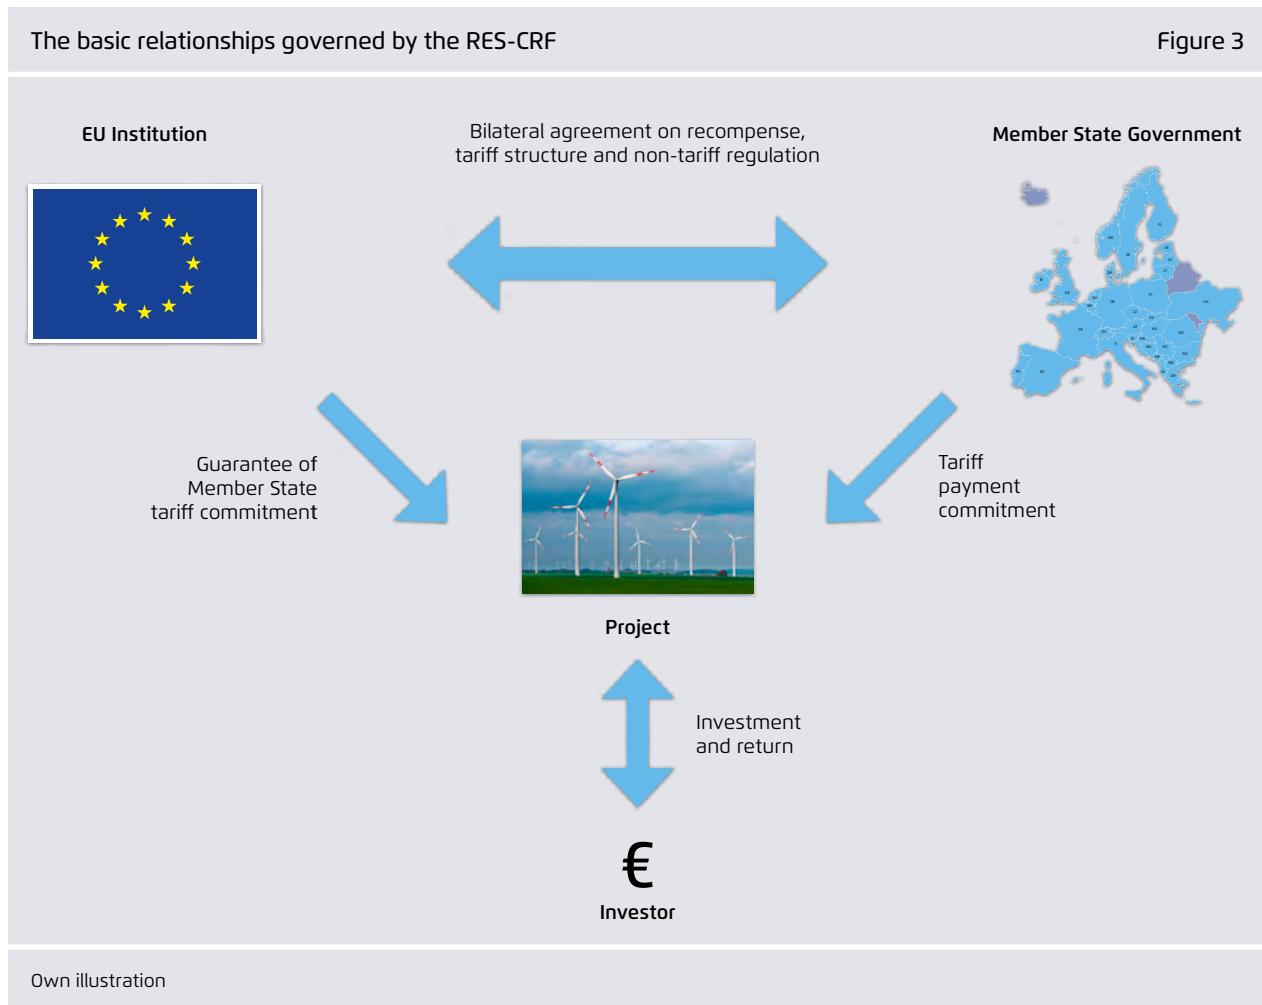 The basic relationships governed by the RES-CRF
Figure 3
EU Institution
Bilateral agreement on recompense,
tariff structure and non-tariff regulation
Member State Government
Guarantee of
Member State
tariff commitment
Tariff
payment
commitment
Project
Investment
and return
€
Investor
Own illustration